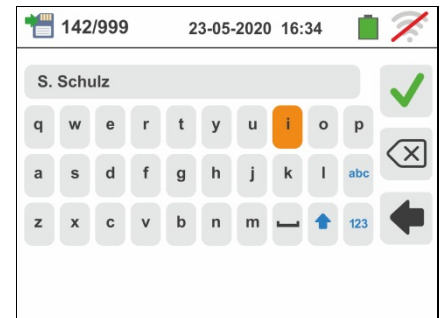 142/999 23-05-2020 16:34
S. Schulz
q w e r t y u i o p
a s d f g h j k l abc
z x c v b n m 123